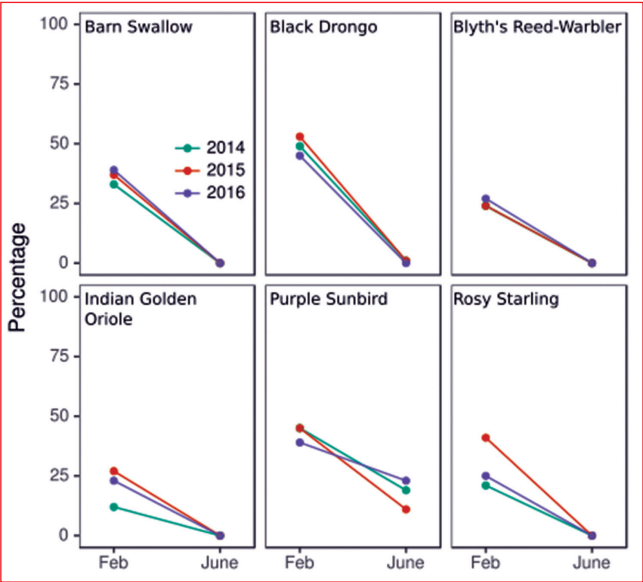 100
75
50
25
0
Percentage
Barn Swallow
2014
2015
2016
Black Drongo
Blyth's Reed-Warbler
100
75
50
25
0
Indian Golden
Oriole
Purple Sunbird
Rosy Starling
Feb June
Feb June
Feb June